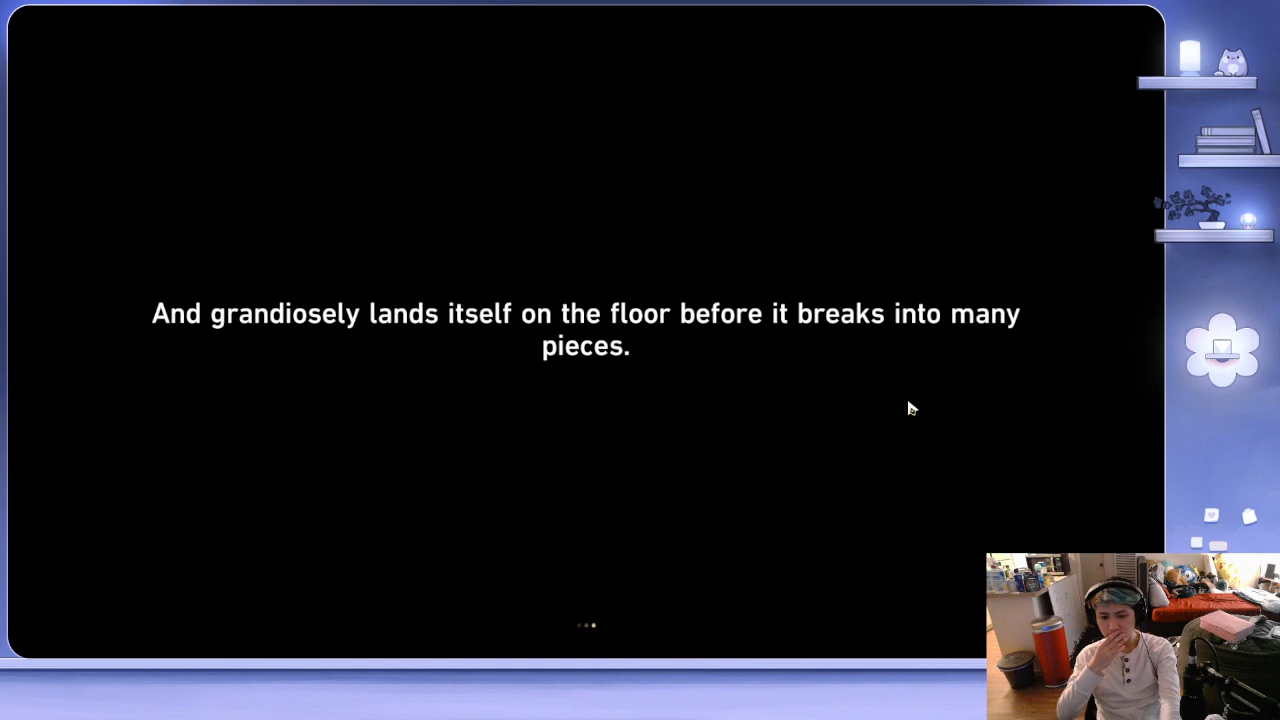 And grandiosely lands itself on the floor before it breaks into many
pieces.